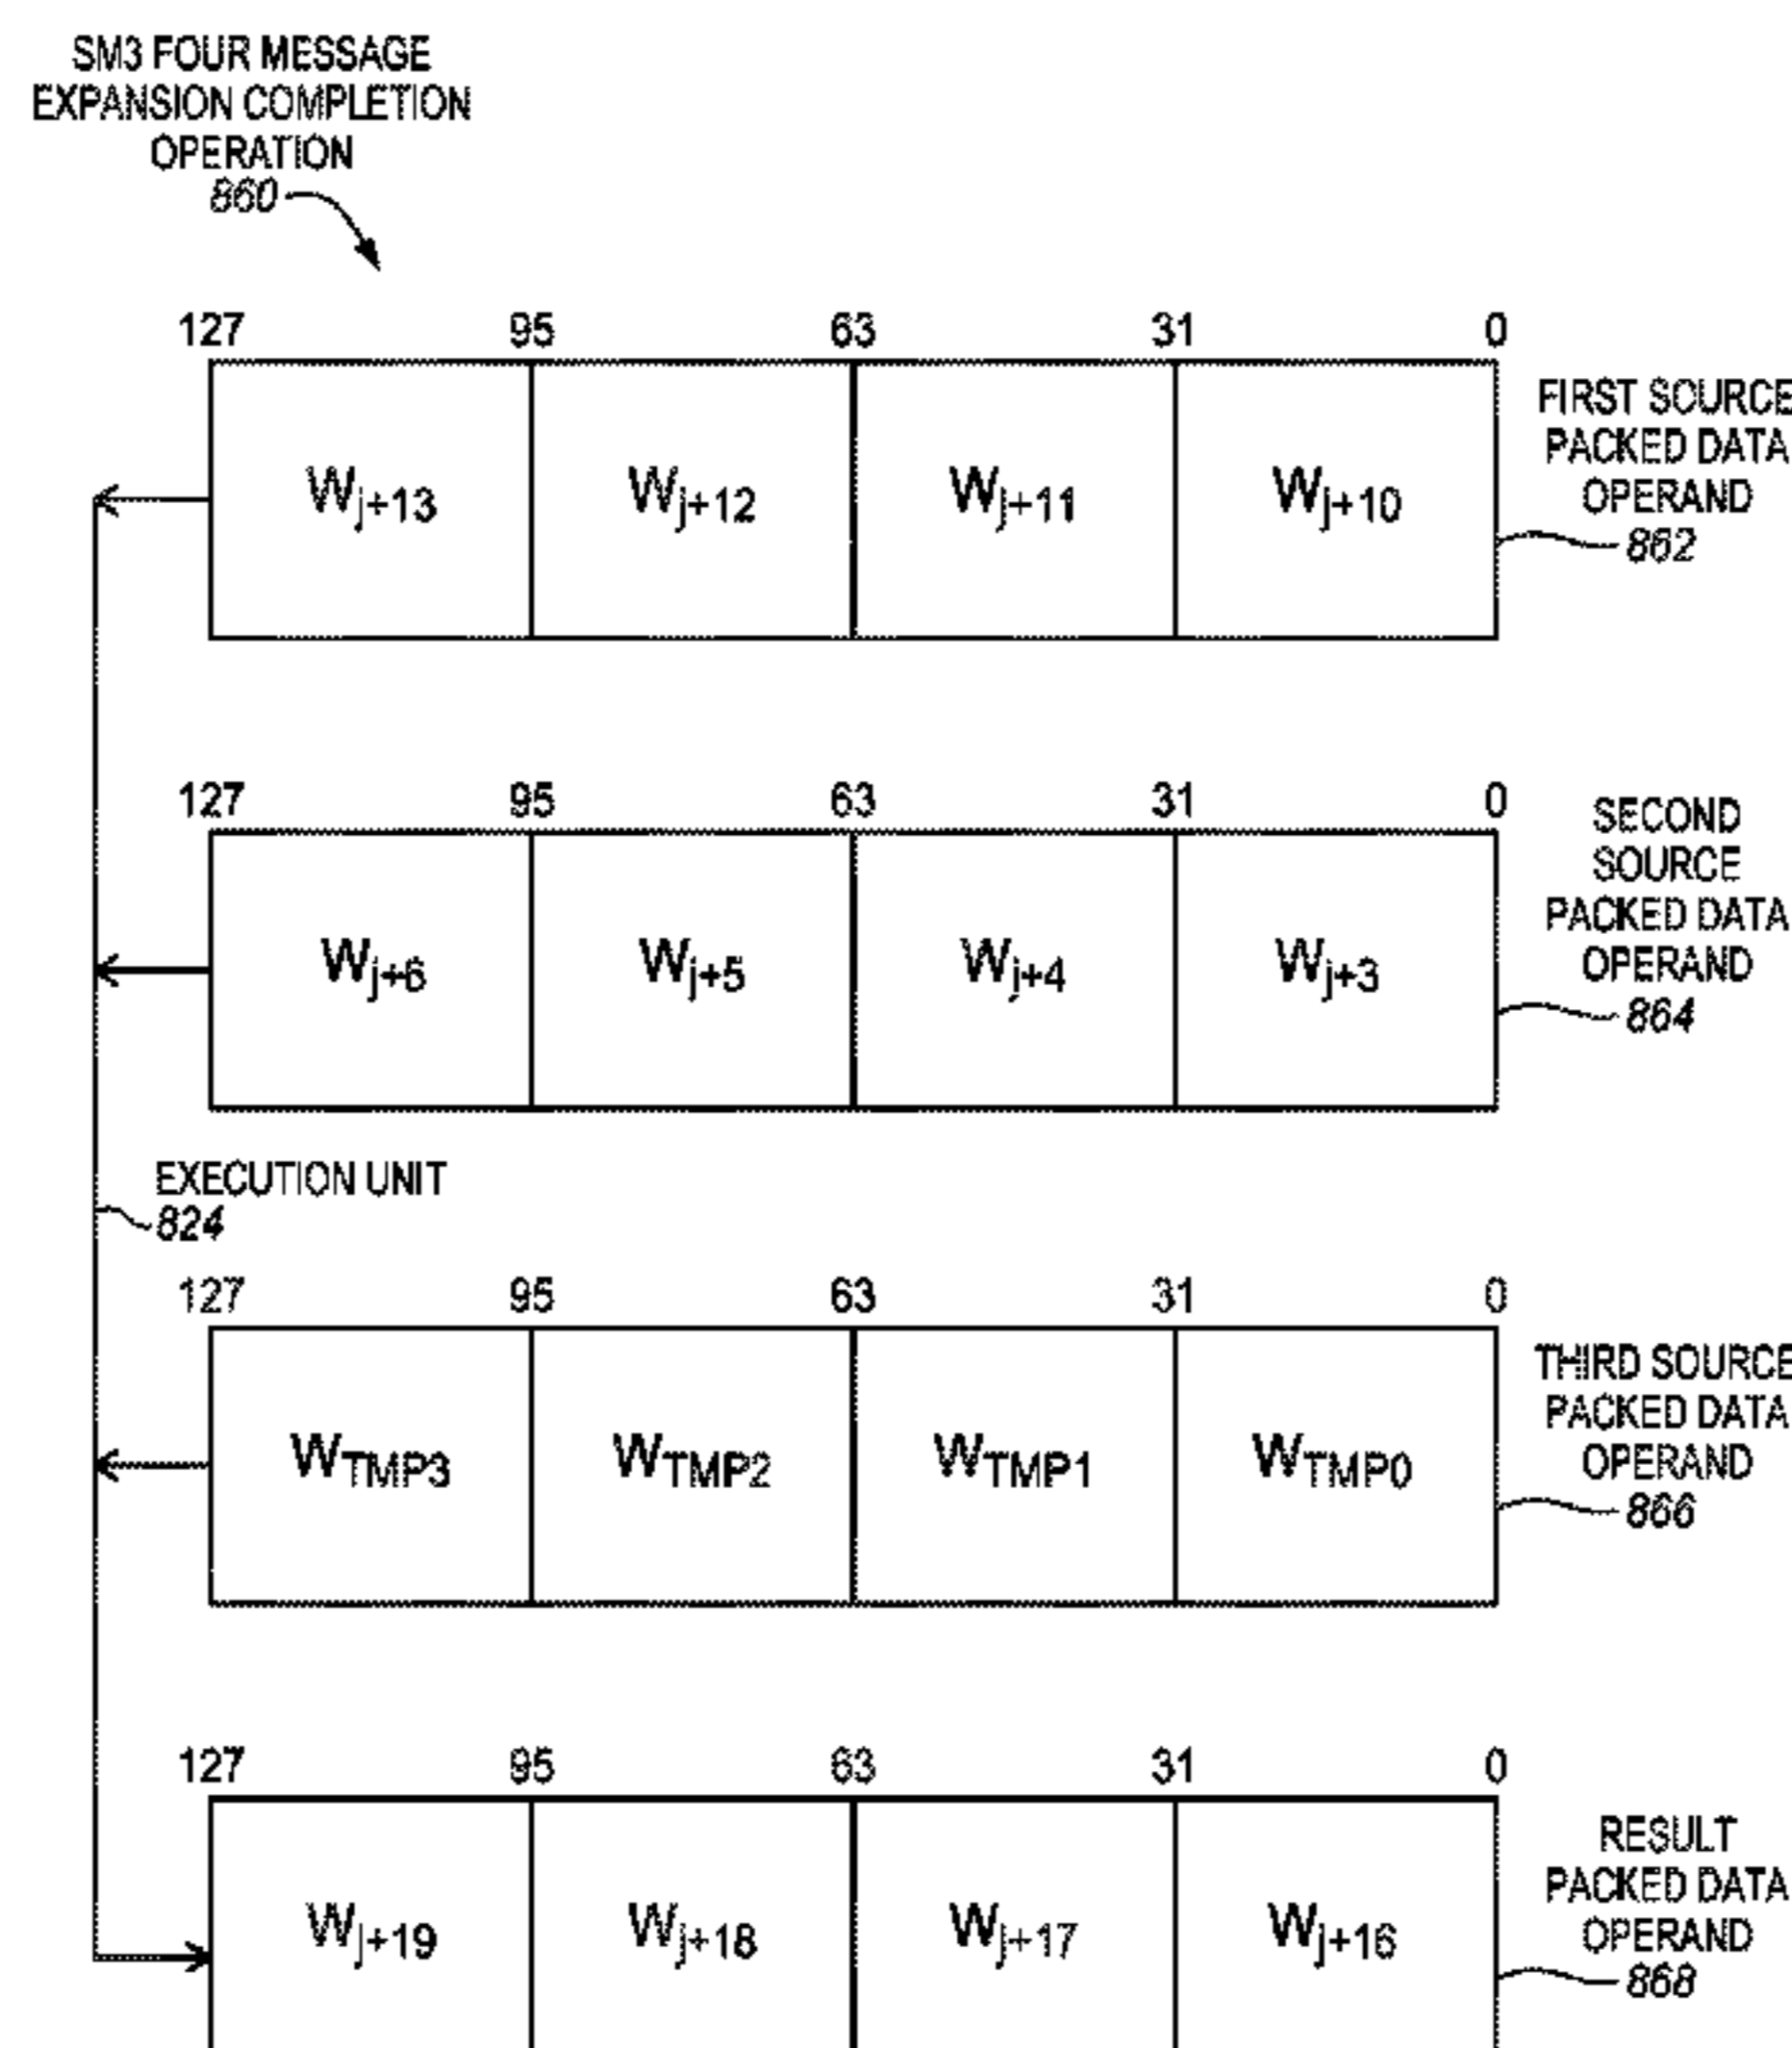 SM3 FOUR MESSAGE
EXPANSION COMPLETION
OPERATION
860
127 95 63 31 0
Wj+13 Wj+12 Wj+11 Wj+10
FIRST SOURCE
PACKED DATA
OPERAND
862
127 95 63 31 0
Wj+6 Wj+5 Wj+4 Wj+3
SECOND
SOURCE
PACKED DATA
OPERAND
864
EXECUTION UNIT
824
127 95 63 31 0
WTMP3 WTMP2 WTMP1 WTMP0
THIRD SOURCE
PACKED DATA
OPERAND
866
127 95 63 31 0
Wj+19 Wj+18 Wj+17 Wj+16
RESULT
PACKED DATA
OPERAND
868